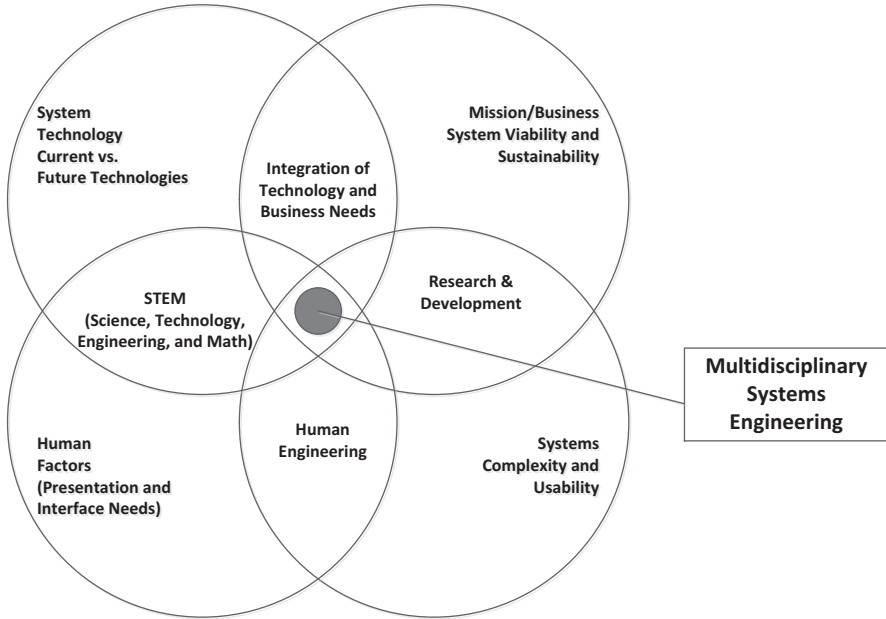 System
Technology
Current vs.
Future Technologies
Mission/Business
System Viability and
Sustainability
Integration of
Technology and
Business Needs
STEM
(Science, Technology,
Engineering, and Math)
Research &
Development
Multidisciplinary
Systems
Engineering
Human
Factors
(Presentation and
Interface Needs)
Human
Engineering
Systems
Complexity and
Usability